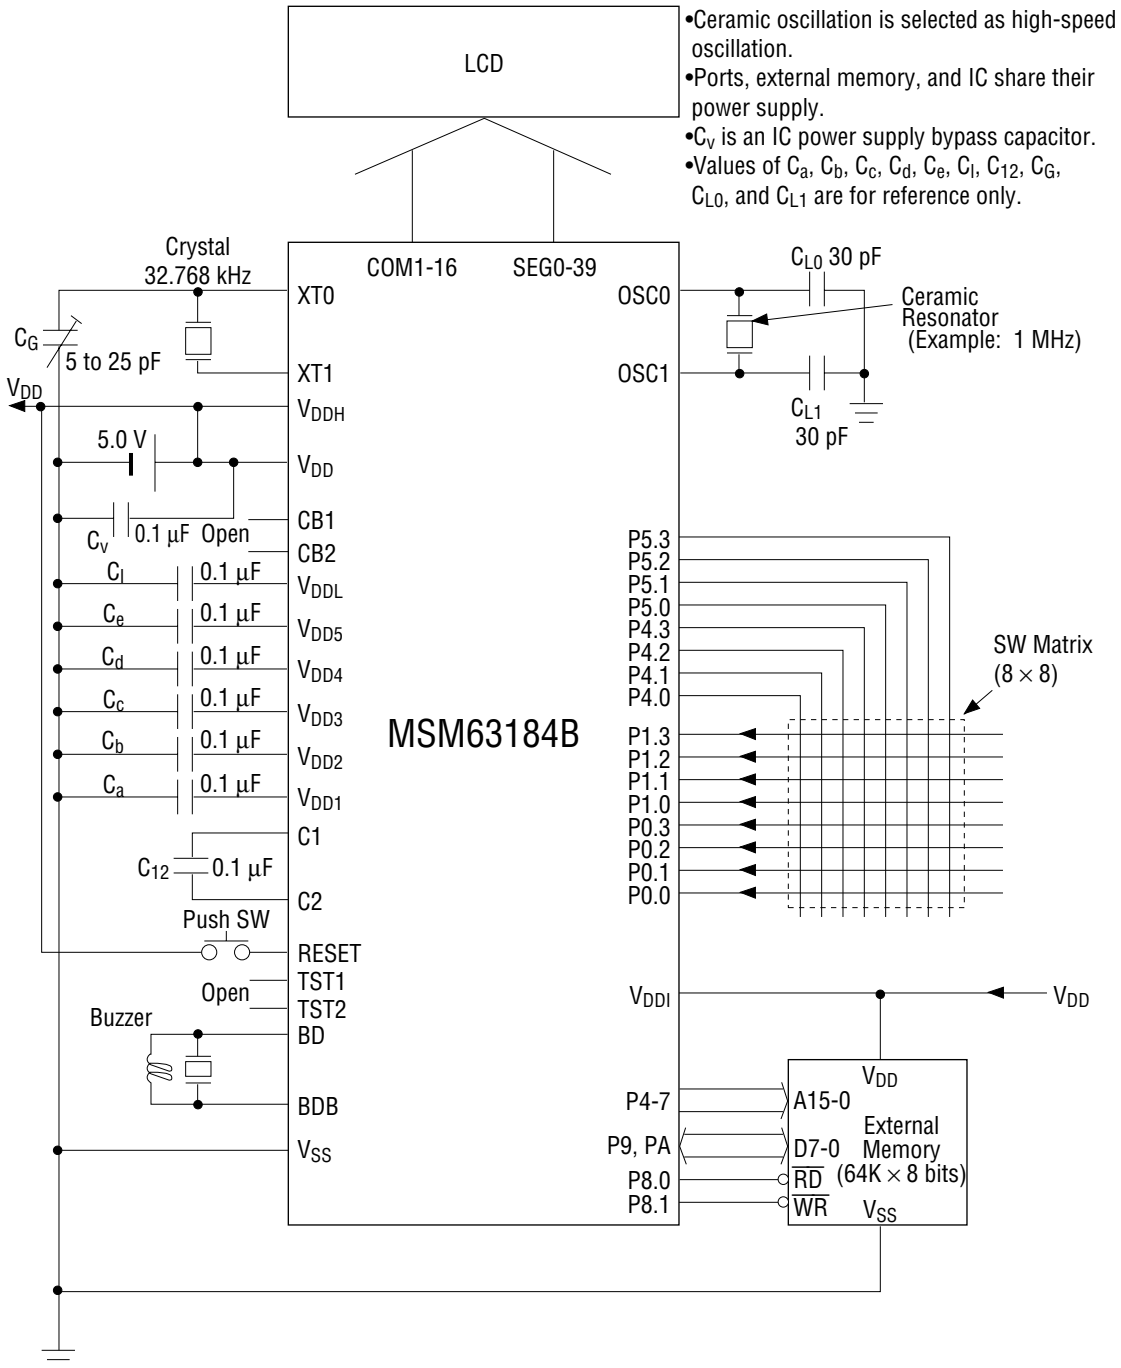 LCD
•Ceramic oscillation is selected as high-speed
oscillation.
•Ports, external memory, and IC share their
power supply.
•Cv is an IC power supply bypass capacitor.
•Values of Ca, Cb, Cc, Cd, Ce, Cl, C12, CG,
CL0, and CL1 are for reference only.
Crystal
32.768 kHz
COM1-16
SEG0-39
CL0 30 pF
XT0
OSC0
Ceramic
Resonator
(Example: 1 MHz)
CG
5 to 25 pF
XT1
OSC1
VDD
VDDH
CL1
30 pF
5.0 V
VDD
Cv
0.1 μF
Open
CB1
CB2
Cl
0.1 μF
VDDL
Ce
0.1 μF
VDD5
Cd
0.1 μF
VDD4
Cc
0.1 μF
VDD3
Cb
0.1 μF
VDD2
Ca
0.1 μF
VDD1
MSM63184B
P5.3
P5.2
P5.1
P5.0
P4.3
P4.2
P4.1
P4.0
SW Matrix
(8 × 8)
P1.3
P1.2
P1.1
P1.0
P0.3
P0.2
P0.1
P0.0
C1
C12
0.1 μF
C2
Push SW
RESET
Open
TST1
TST2
Buzzer
BD
BDB
VSS
VDDI
VDD
VDD
P4-7
A15-0
External
Memory
(64K × 8 bits)
P9, PA
D7-0
P8.0
R̅D̅
P8.1
W̅R̅
VSS